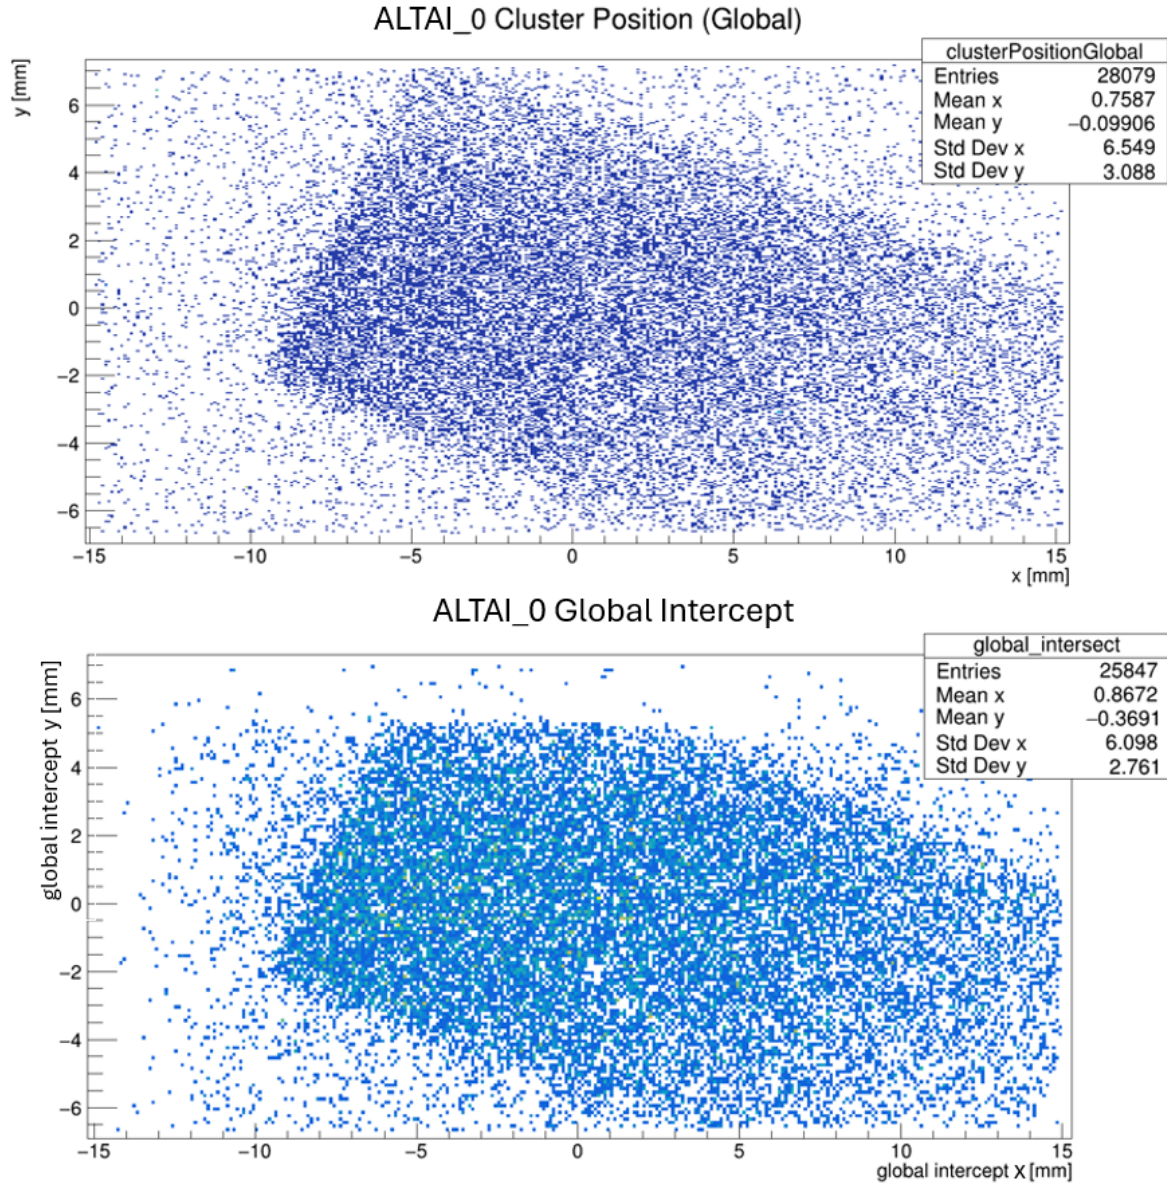 ALTAI_0 Cluster Position (Global)
clusterPositionGlobal
Entries 28079
Mean x 0.7587
Mean y −0.09906
Std Dev x 6.549
Std Dev y 3.088
y [mm]
6
4
2
0
−2
−4
−6
−15 −10 −5 0 5 10 15
x [mm]
ALTAI_0 Global Intercept
global_intersect
Entries 25847
Mean x 0.8672
Mean y −0.3691
Std Dev x 6.098
Std Dev y 2.761
global intercept y [mm]
6
4
2
0
−2
−4
−6
−15 −10 −5 0 5 10 15
global intercept X [mm]